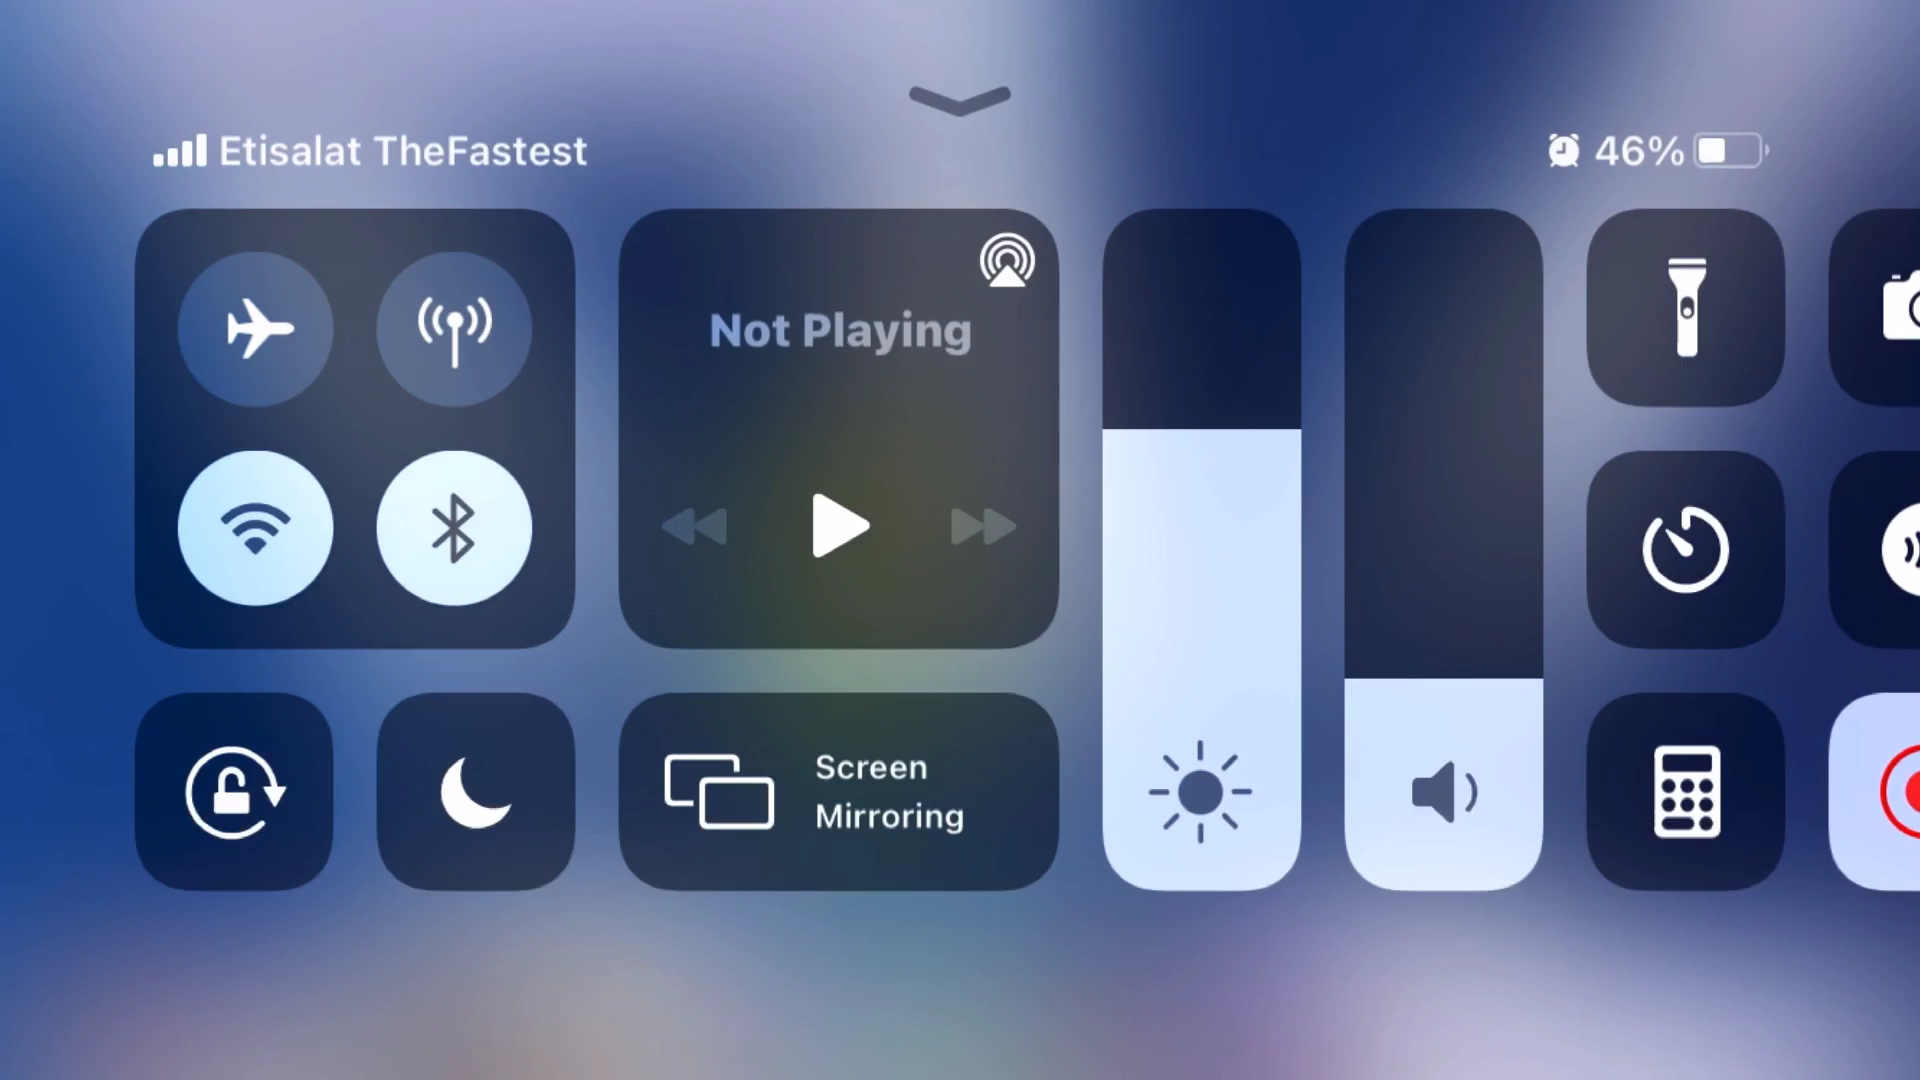 Etisalat TheFastest
46%
Not Playing
Screen
Mirroring